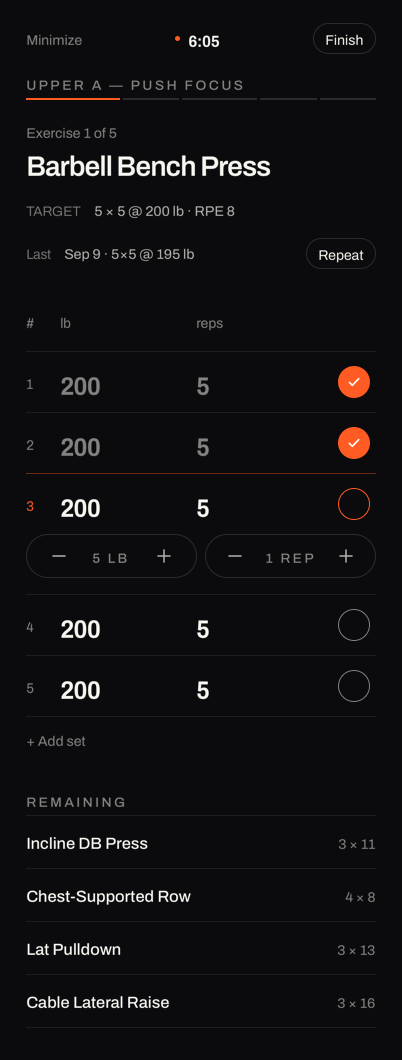 Minimize 6:05 Finish
UPPER A — PUSH FOCUS
Exercise 1 of 5
Barbell Bench Press
TARGET 5 × 5 @ 200 lb · RPE 8
Last Sep 9 · 5×5 @ 195 lb Repeat
# lb reps
1 200 5
2 200 5
3 200 5
− 5 LB + − 1 REP +
4 200 5
5 200 5
+ Add set
REMAINING
Incline DB Press 3 × 11
Chest-Supported Row 4 × 8
Lat Pulldown 3 × 13
Cable Lateral Raise 3 × 16